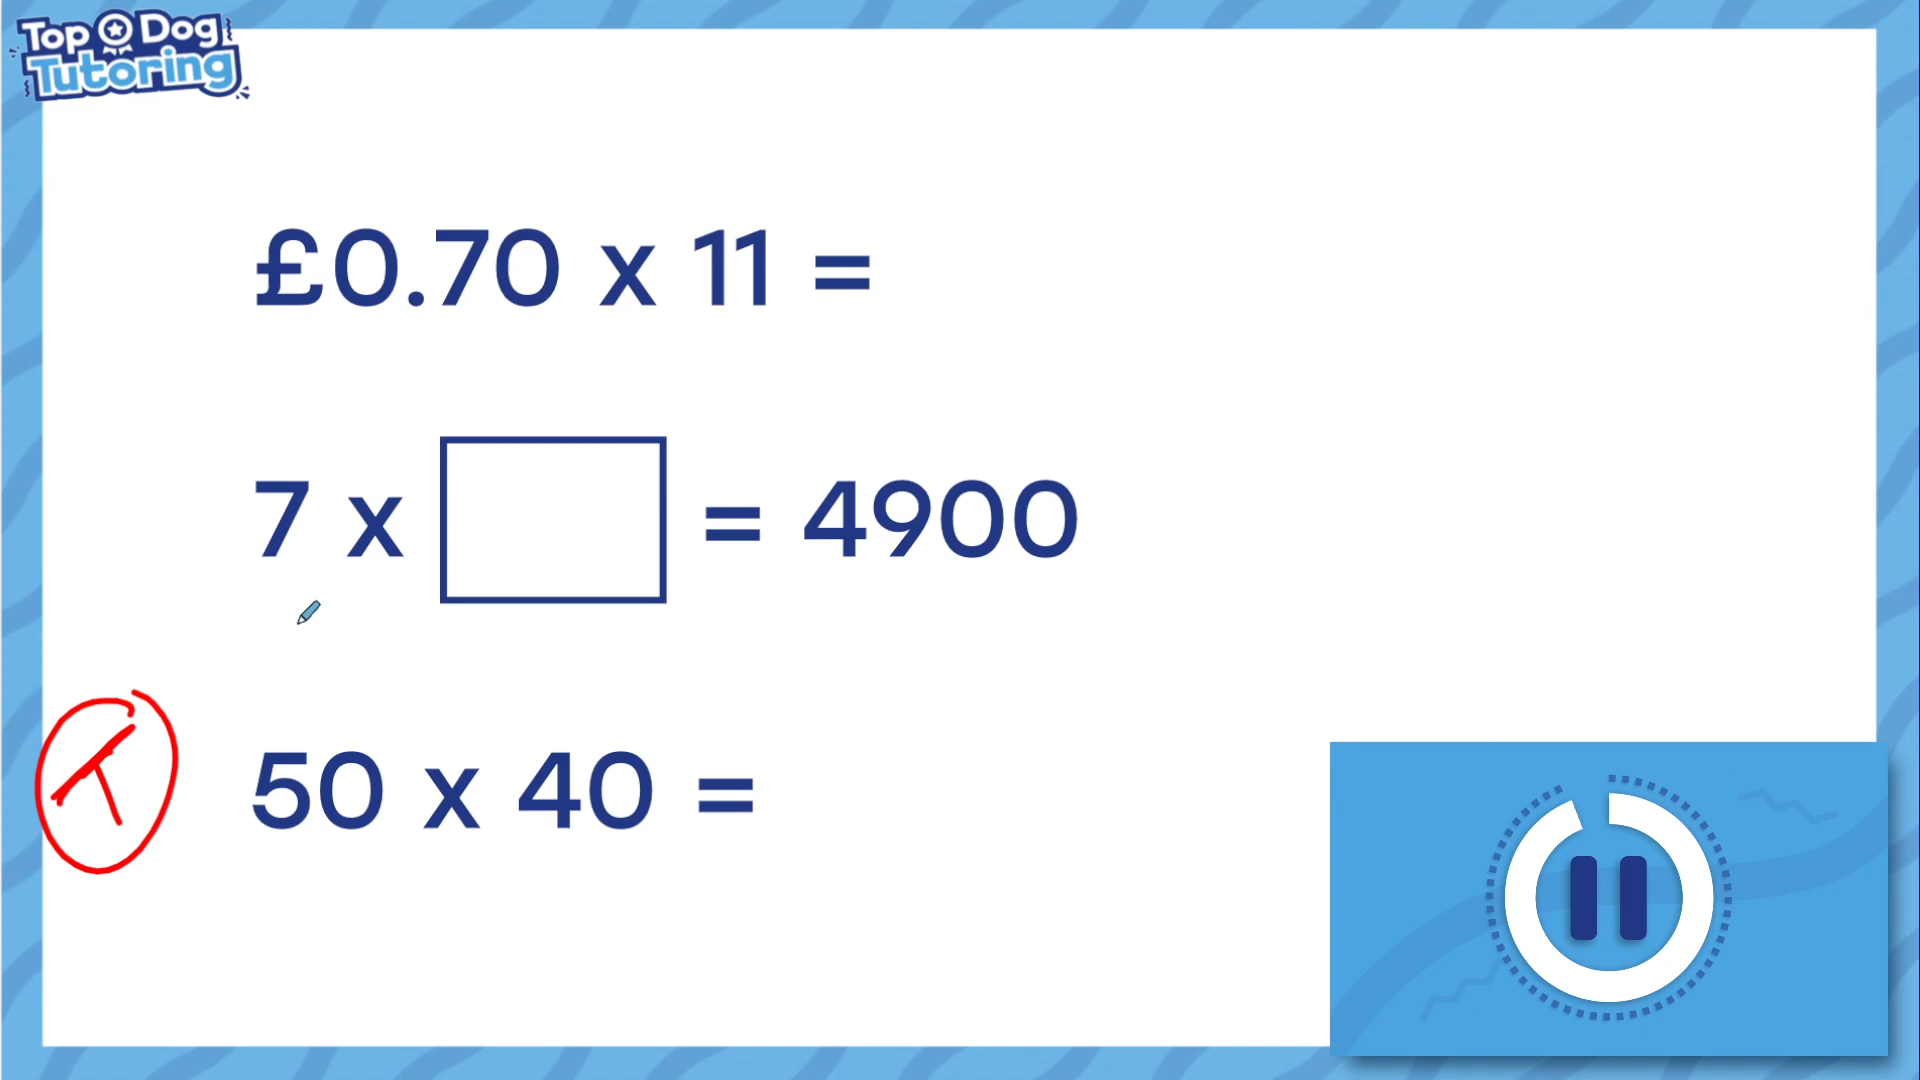 Top Dog
Tutoring
£0.70 x 11 =
7 x = 4900
50 x 40 =
T